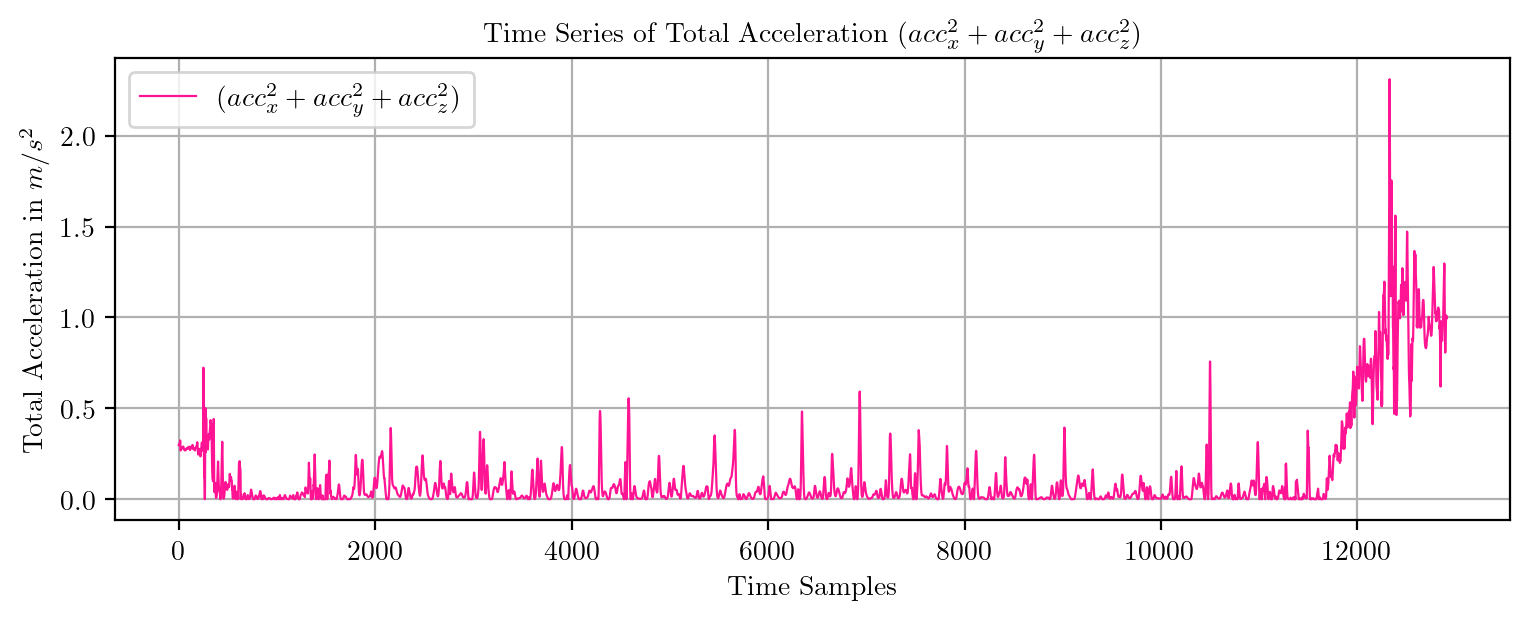 Time Series of Total Acceleration $(acc_x^2 + acc_y^2 + acc_z^2)$
$(acc_x^2 + acc_y^2 + acc_z^2)$
Total Acceleration in $m/s^2$
2.0
1.5
1.0
0.5
0.0
0 2000 4000 6000 8000 10000 12000
Time Samples